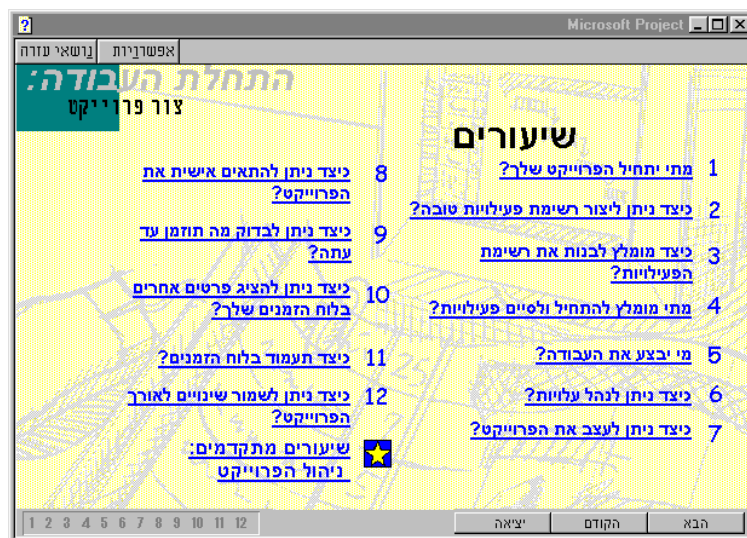 Microsoft Project
נושאי עזרה אפשרויות
התחלת העבודה:
צור פרוייקט
שיעורים
1 מתי יתחיל הפרוייקט שלך?
2 כיצד ניתן ליצור רשימת פעילויות טובה?
3 כיצד מומלץ לבנות את רשימת
הפעילויות?
4 מתי מומלץ להתחיל ולסיים פעילויות?
5 מי יבצע את העבודה?
6 כיצד ניתן לנהל עלויות?
7 כיצד ניתן לעצב את הפרוייקט?
8 כיצד ניתן להתאים אישית את
הפרוייקט?
9 כיצד ניתן לבדוק מה תוזמן עד
עתה?
10 כיצד ניתן להציג פרטים אחרים
בלוח הזמנים שלך?
11 כיצד תעמוד בלוח הזמנים?
12 כיצד ניתן לשמור שינויים לאורך
הפרוייקט?
שיעורים מתקדמים:
ניהול הפרוייקט
1 2 3 4 5 6 7 8 9 10 11 12
הבא הקודם יציאה